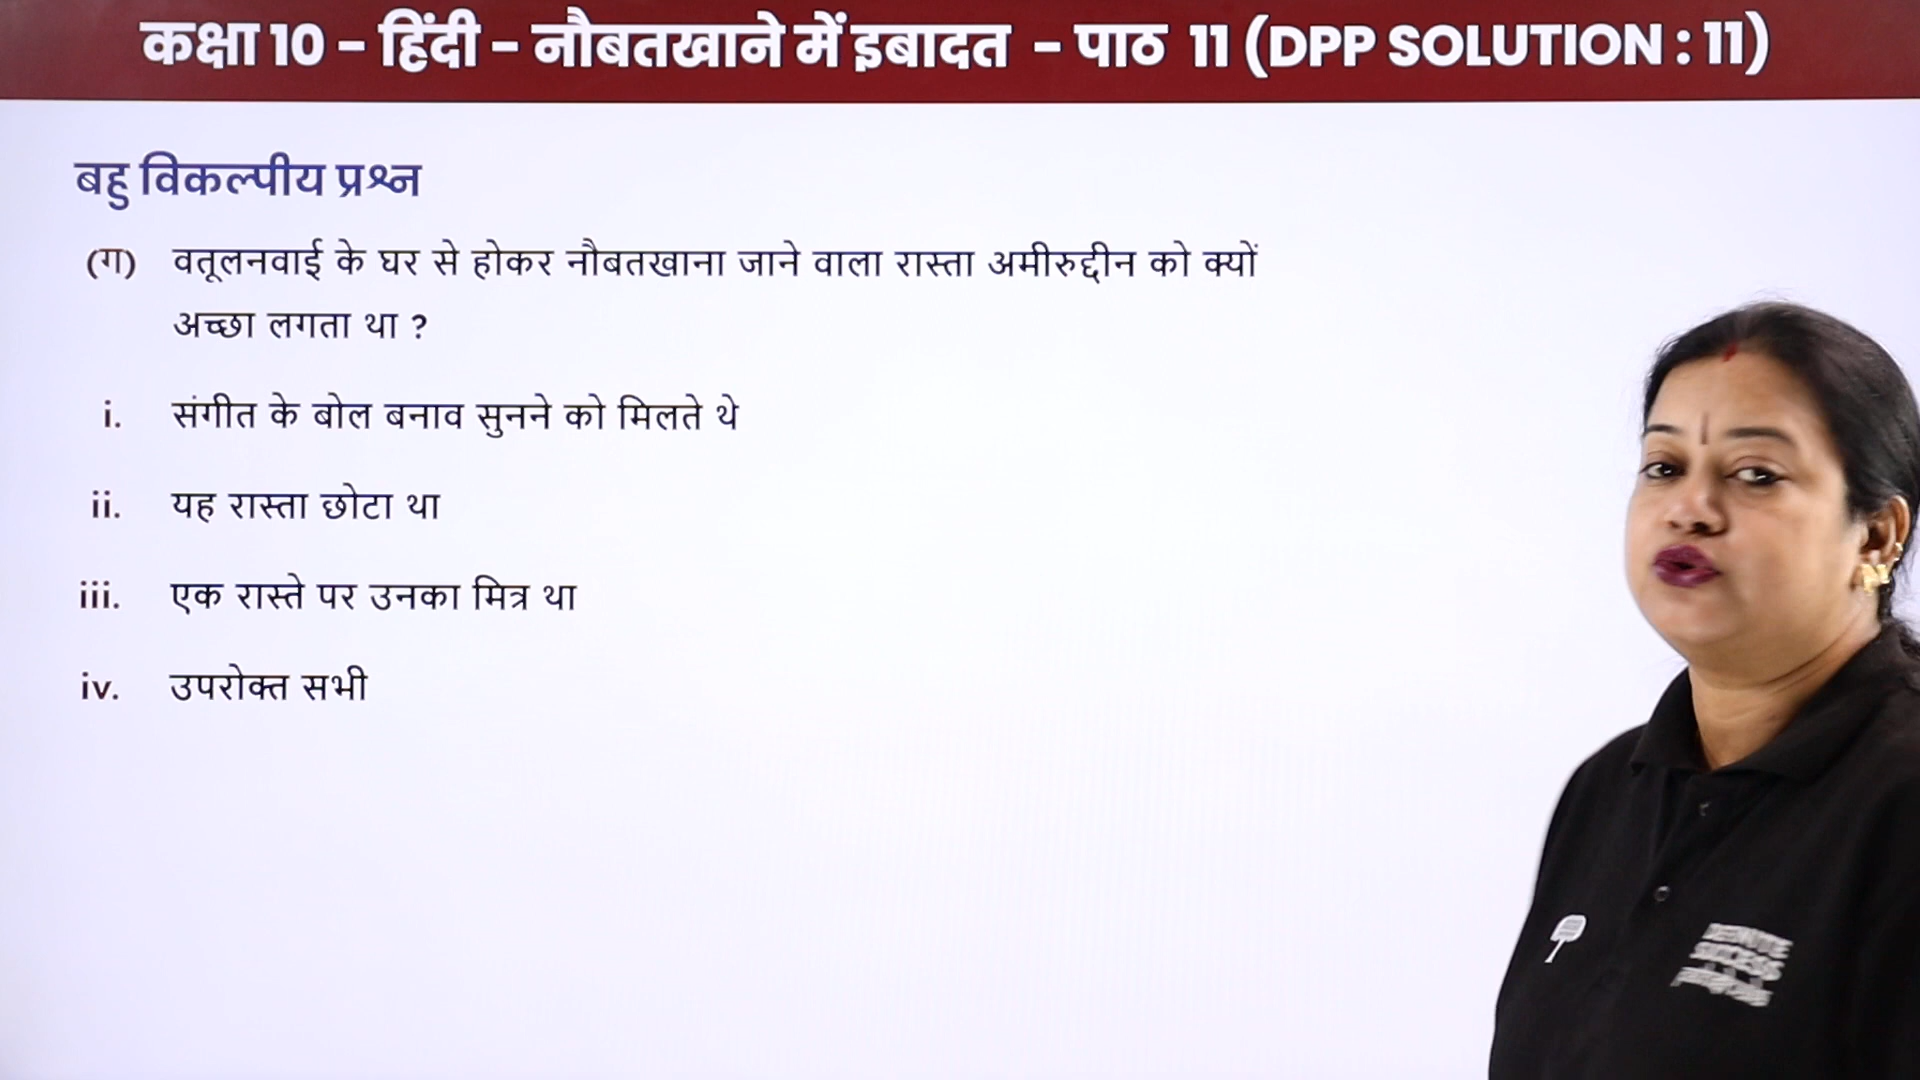 कक्षा 10 – हिंदी – नौबतखाने में इबादत – पाठ 11 (DPP SOLUTION : 11)
बहु विकल्पीय प्रश्न
(ग) वतूलनवाई के घर से होकर नौबतखाना जाने वाला रास्ता अमीरुद्दीन को क्यों
अच्छा लगता था ?
i. संगीत के बोल बनाव सुनने को मिलते थे
ii. यह रास्ता छोटा था
iii. एक रास्ते पर उनका मित्र था
iv. उपरोक्त सभी
SUCCESS